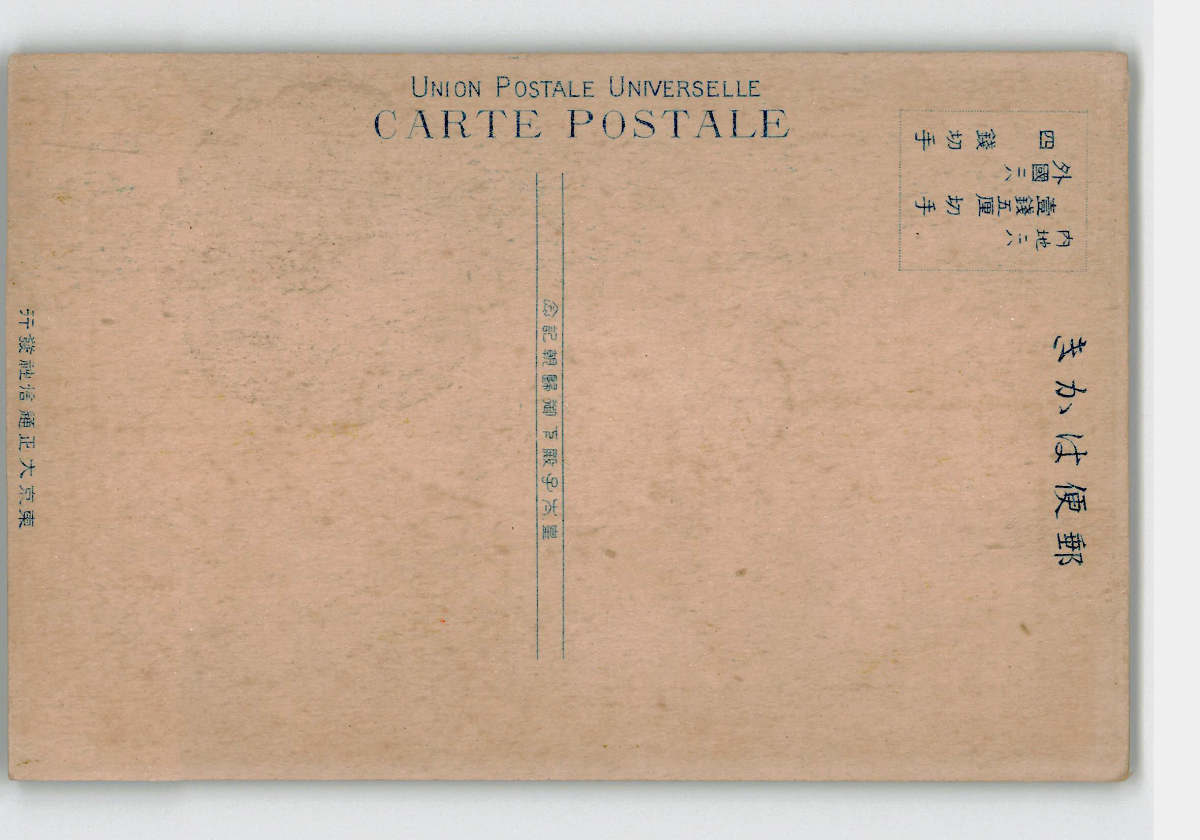 UNION POSTALE UNIVERSELLE
CARTE POSTALE
内地ニハ
壹錢五厘切手
外國ニハ
四錢切手
郵便はかき
皇太子殿下御歸朝記念
東京大正通信社發行